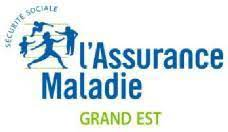 SÉCURITÉ SOCIALE
l'Assurance
Maladie
GRAND EST